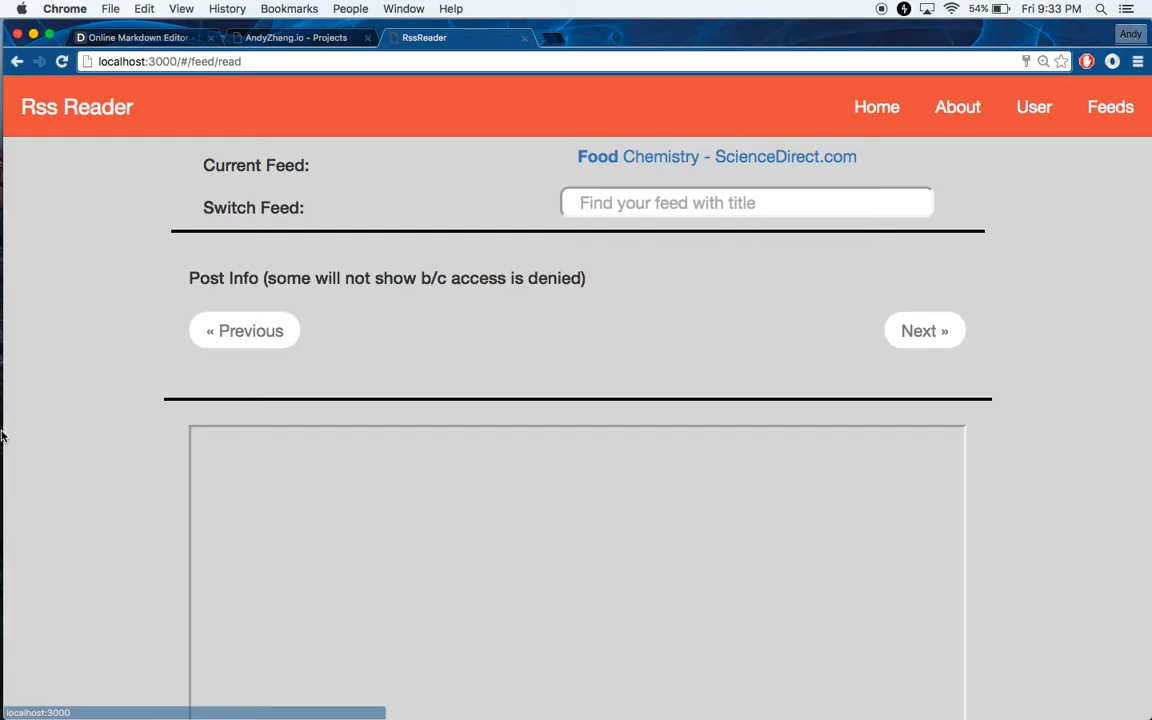 Chrome File Edit View History Bookmarks People Window Help 54% Fri 9:33 PM
Online Markdown Editor - AndyZheng.io - Projects RssReader Andy
localhost:3000/#/feed/read
Rss Reader Home About User Feeds
Current Feed: Food Chemistry - ScienceDirect.com
Switch Feed: Find your feed with title
Post Info (some will not show b/c access is denied)
« Previous Next »
localhost:3000